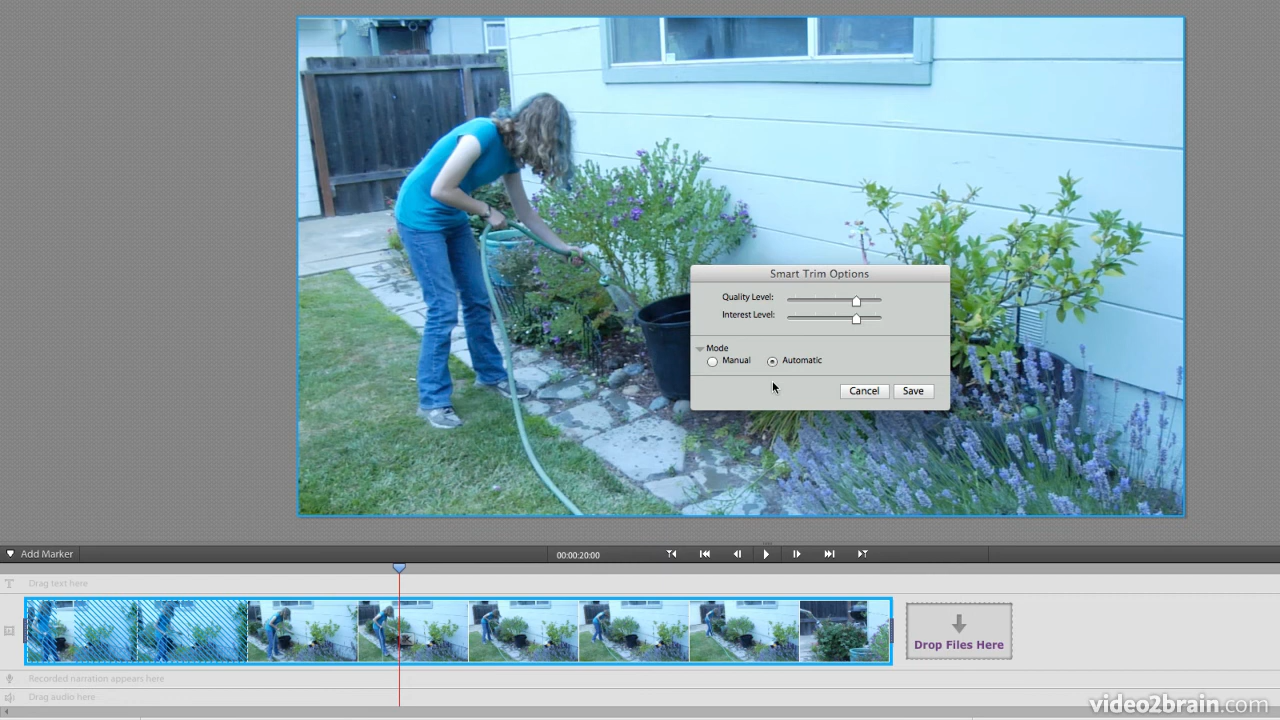 Smart Trim Options
Quality Level:
Interest Level:
Mode
Manual
Automatic
Cancel
Save
Add Marker
00:00:20:00
Drag text here
Drop Files Here
Recorded narration appears here
Drag audio here
video2brain.com